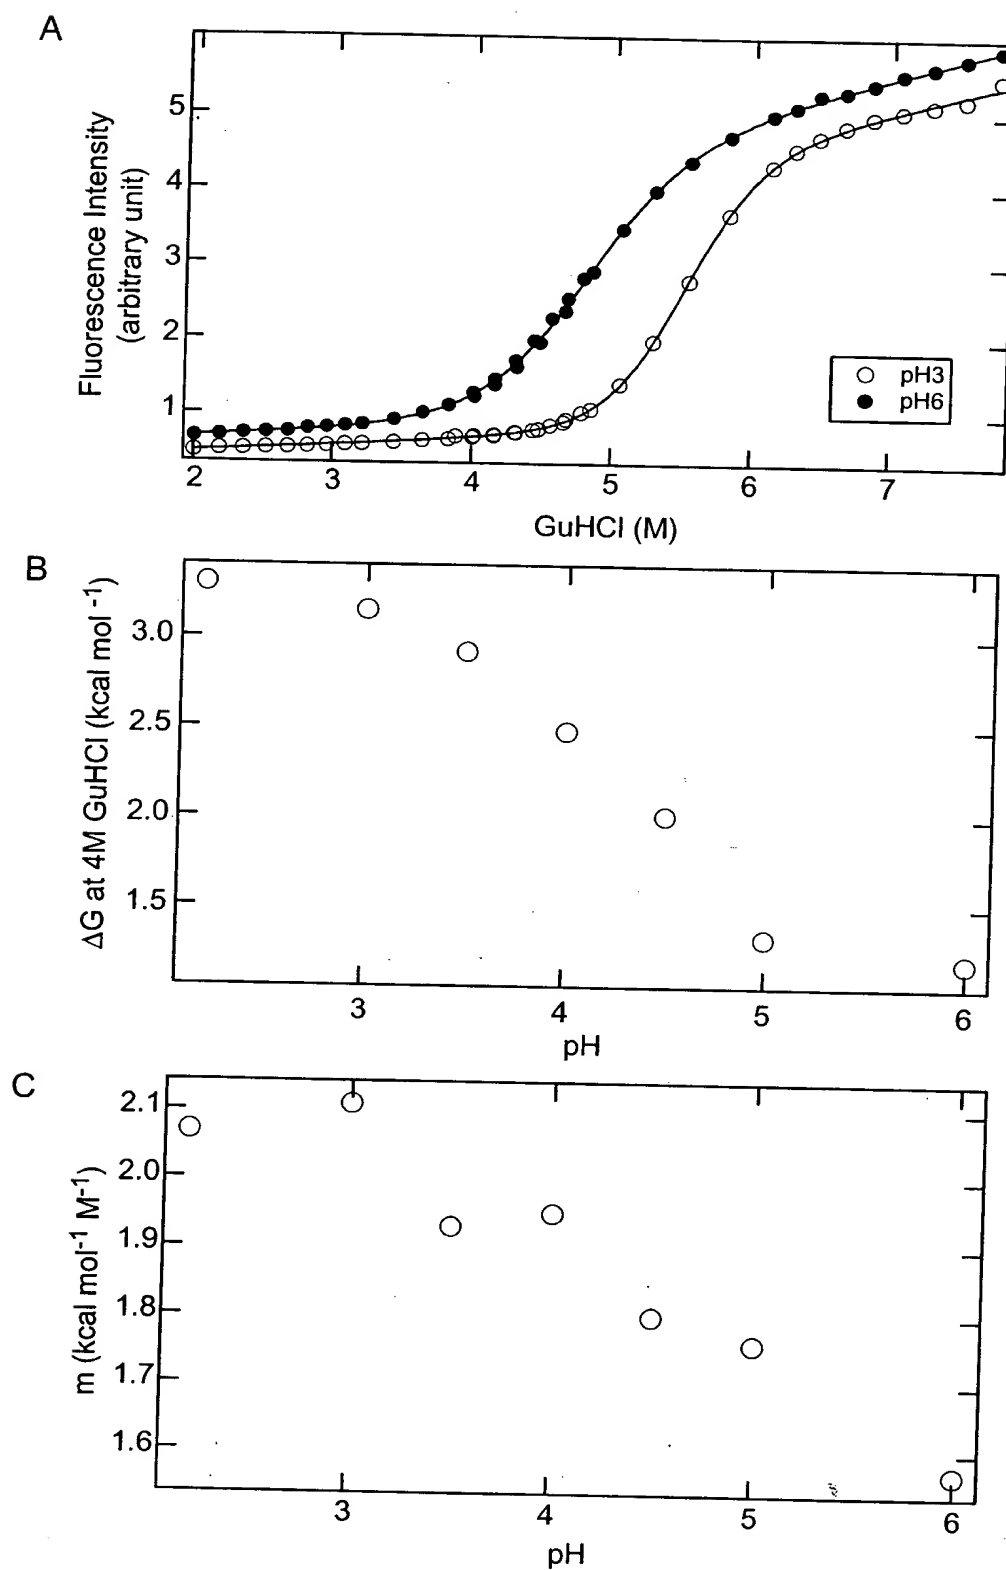 A
Fluorescence Intensity
(arbitrary unit)
5
4
3
2
1
pH3
pH6
2 3 4 5 6 7
GuHCl (M)
B
ΔG at 4M GuHCl (kcal mol -1)
3.0
2.5
2.0
1.5
3 4 5 6
pH
C
m (kcal mol-1 M-1)
2.1
2.0
1.9
1.8
1.7
1.6
3 4 5 6
pH